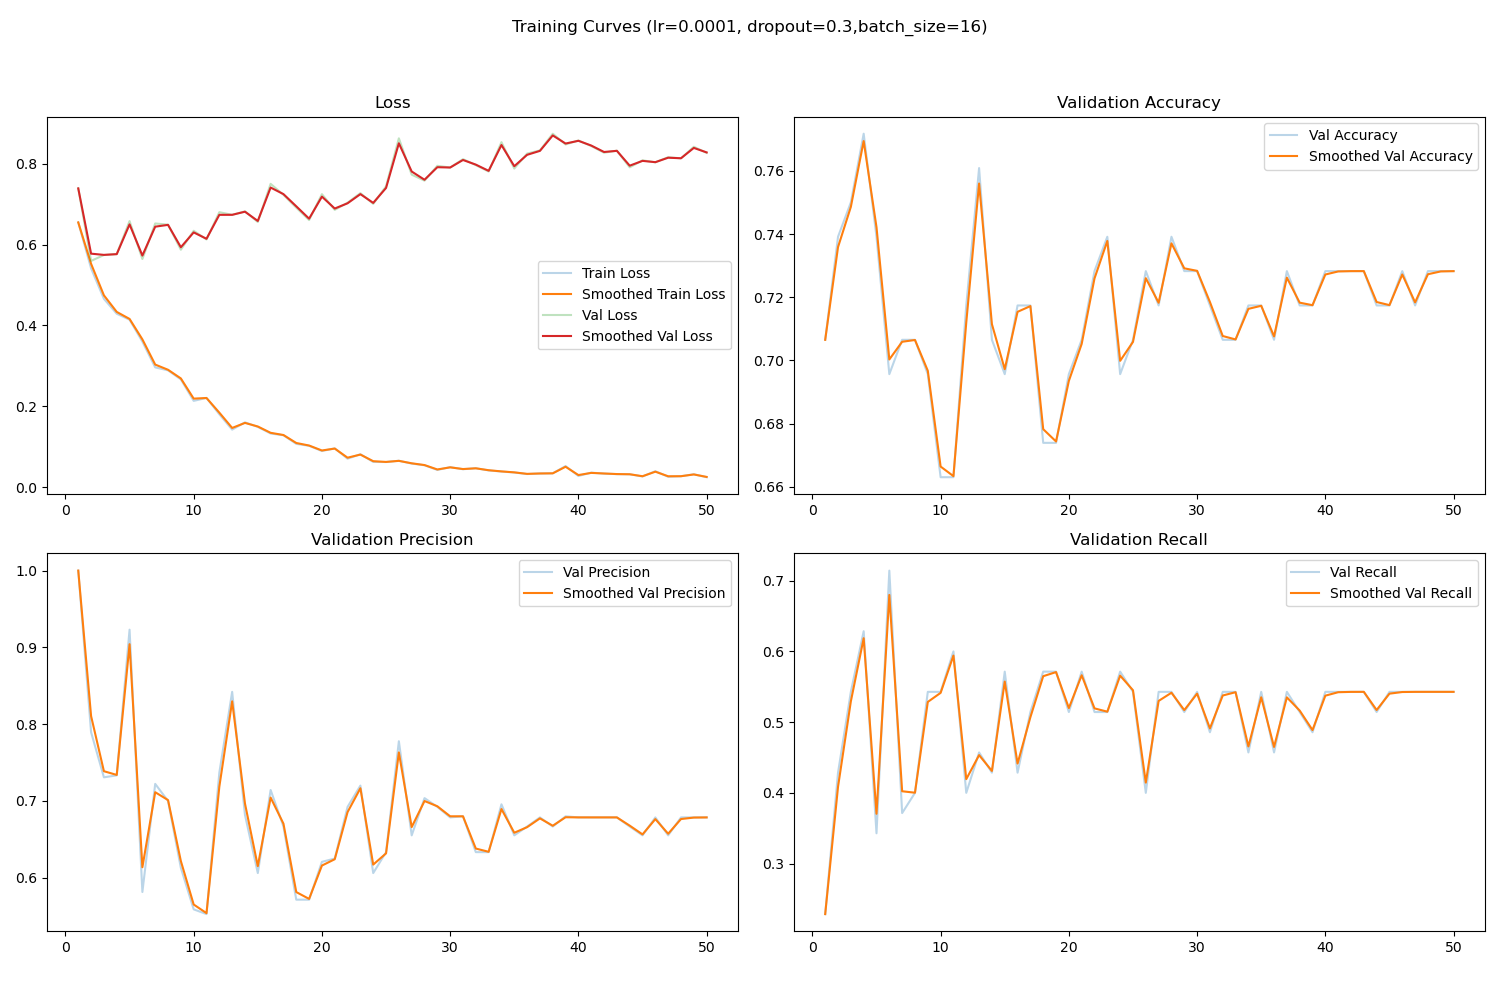 Training Curves (lr=0.0001, dropout=0.3,batch_size=16)
Loss
0.8
0.6
0.4
0.2
0.0
0 10 20 30 40 50
Train Loss
Smoothed Train Loss
Val Loss
Smoothed Val Loss
Validation Accuracy
0.76
0.74
0.72
0.70
0.68
0.66
0 10 20 30 40 50
Val Accuracy
Smoothed Val Accuracy
Validation Precision
1.0
0.9
0.8
0.7
0.6
0 10 20 30 40 50
Val Precision
Smoothed Val Precision
Validation Recall
0.7
0.6
0.5
0.4
0.3
0 10 20 30 40 50
Val Recall
Smoothed Val Recall